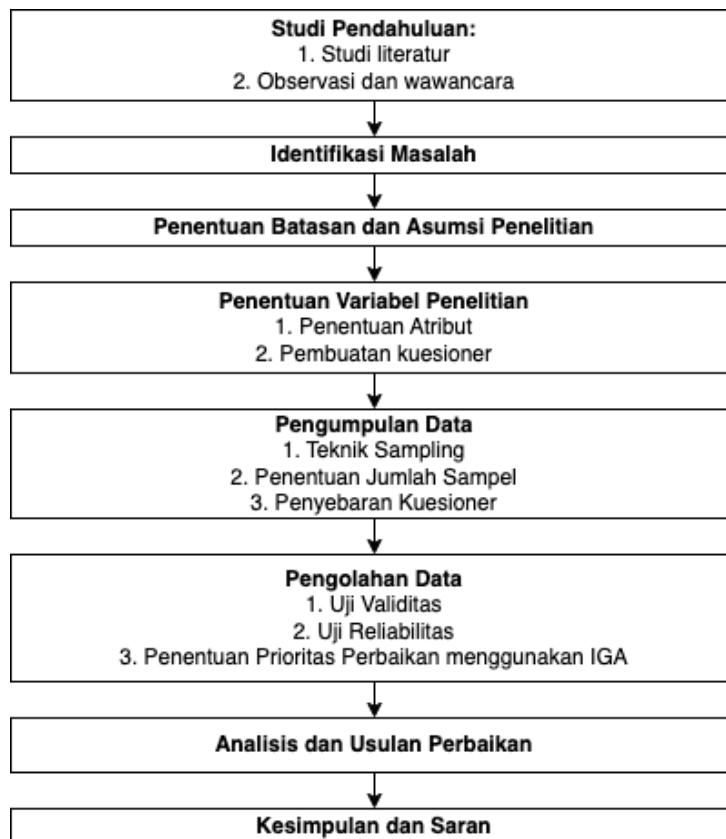 Studi Pendahuluan:
1. Studi literatur
2. Observasi dan wawancara
Identifikasi Masalah
Penentuan Batasan dan Asumsi Penelitian
Penentuan Variabel Penelitian
1. Penentuan Atribut
2. Pembuatan kuesioner
Pengumpulan Data
1. Teknik Sampling
2. Penentuan Jumlah Sampel
3. Penyebaran Kuesioner
Pengolahan Data
1. Uji Validitas
2. Uji Reliabilitas
3. Penentuan Prioritas Perbaikan menggunakan IGA
Analisis dan Usulan Perbaikan
Kesimpulan dan Saran